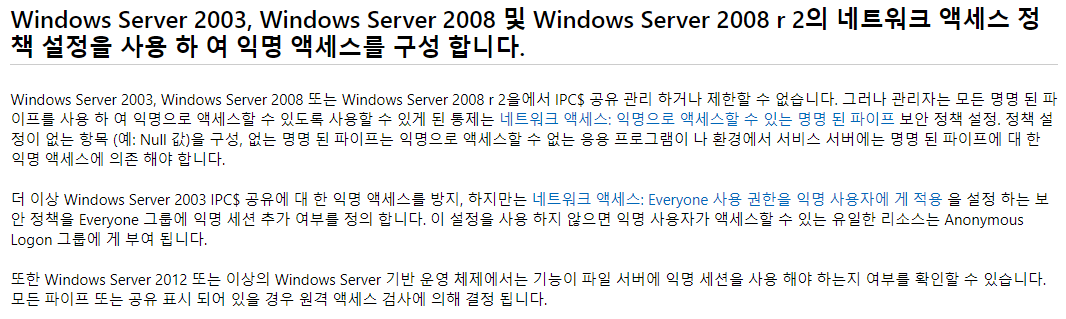 Windows Server 2003, Windows Server 2008 및 Windows Server 2008 r 2의 네트워크 액세스 정
책 설정을 사용 하 여 익명 액세스를 구성 합니다.
Windows Server 2003, Windows Server 2008 또는 Windows Server 2008 r 2을에서 IPC$ 공유 관리 하거나 제한할 수 없습니다. 그러나 관리자는 모든 명명 된 파
이프를 사용 하 여 익명으로 액세스할 수 있도록 사용할 수 있게 된 통제는 네트워크 액세스: 익명으로 액세스할 수 있는 명명 된 파이프 보안 정책 설정. 정책 설
정이 없는 항목 (예: Null 값)을 구성, 없는 명명 된 파이프는 익명으로 액세스할 수 없는 응용 프로그램이 나 환경에서 서비스 서버에는 명명 된 파이프에 대 한
익명 액세스에 의존 해야 합니다.
더 이상 Windows Server 2003 IPC$ 공유에 대 한 익명 액세스를 방지, 하지만는 네트워크 액세스: Everyone 사용 권한을 익명 사용자에 게 적용 을 설정 하는 보
안 정책을 Everyone 그룹에 익명 세션 추가 여부를 정의 합니다. 이 설정을 사용 하지 않으면 익명 사용자가 액세스할 수 있는 유일한 리소스는 Anonymous
Logon 그룹에 게 부여 됩니다.
또한 Windows Server 2012 또는 이상의 Windows Server 기반 운영 체제에서는 기능이 파일 서버에 익명 세션을 사용 해야 하는지 여부를 확인할 수 있습니다.
모든 파이프 또는 공유 표시 되어 있을 경우 원격 액세스 검사에 의해 결정 됩니다.